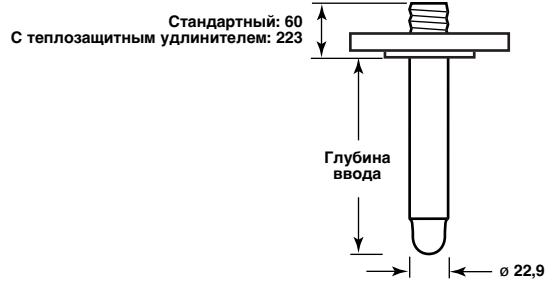 Стандартный: 60
С теплозащитным удлинителем: 223
Глубина
ввода
ø 22,9